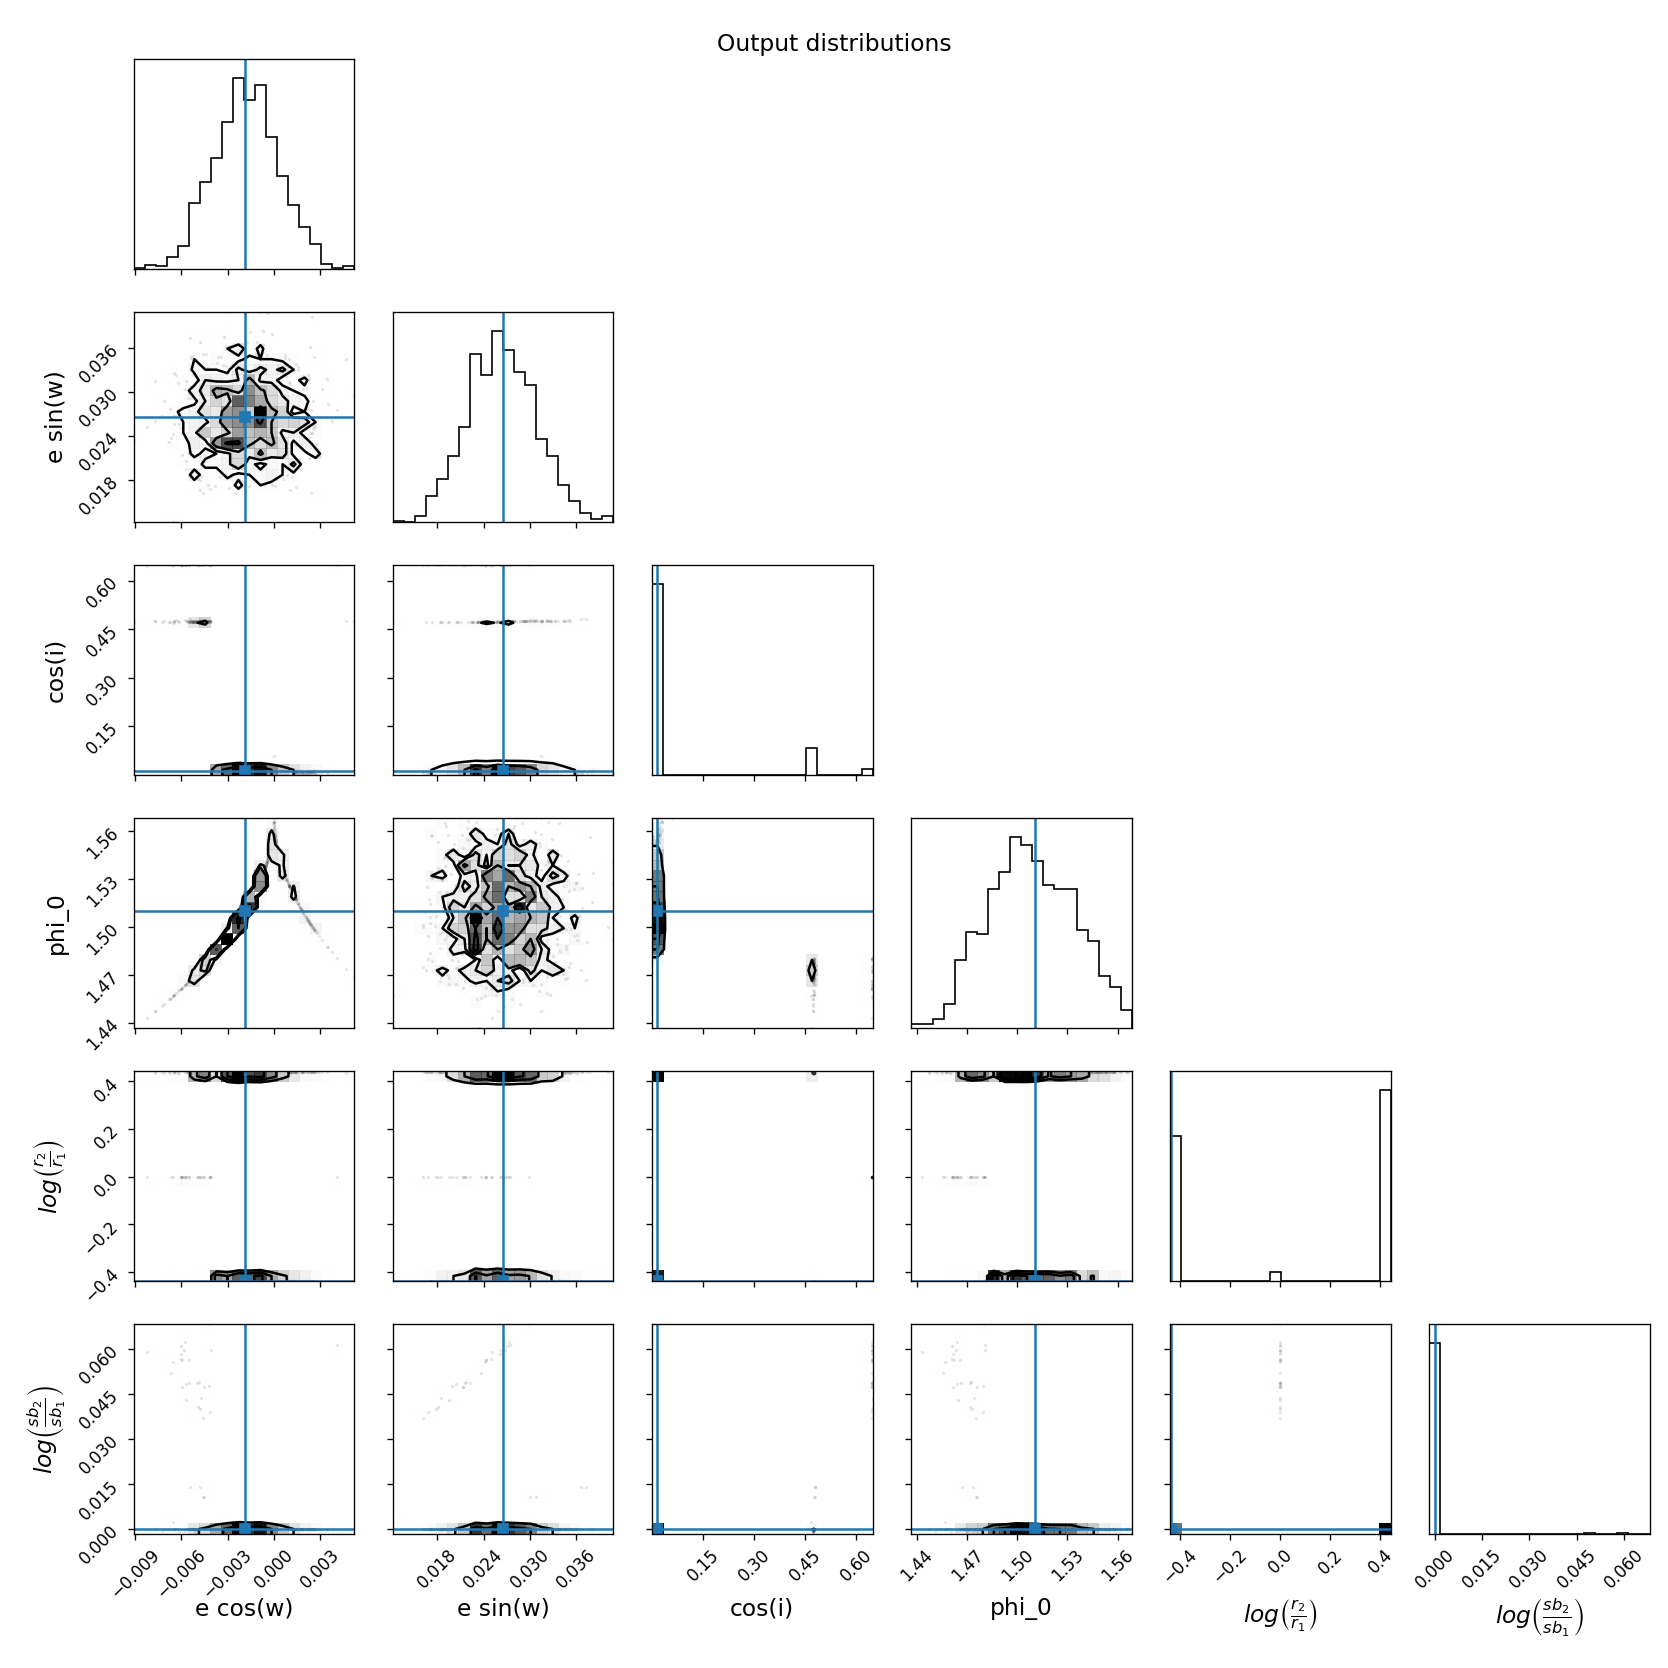 Output distributions
e sin(w)
0.036
0.030
0.024
0.018
cos(i)
0.60
0.45
0.30
0.15
phi_0
1.56
1.53
1.50
1.47
1.44
log(r₂/r₁)
0.4
0.2
0.0
−0.2
−0.4
log(sb₂/sb₁)
0.060
0.045
0.030
0.015
0.000
−0.009 −0.006 −0.003 0.000 0.003
0.018 0.024 0.030 0.036
0.15 0.30 0.45 0.60
1.44 1.47 1.50 1.53 1.56
−0.4 −0.2 0.0 0.2 0.4
0.000 0.015 0.030 0.045 0.060
e cos(w)
e sin(w)
cos(i)
phi_0
log(r₂/r₁)
log(sb₂/sb₁)